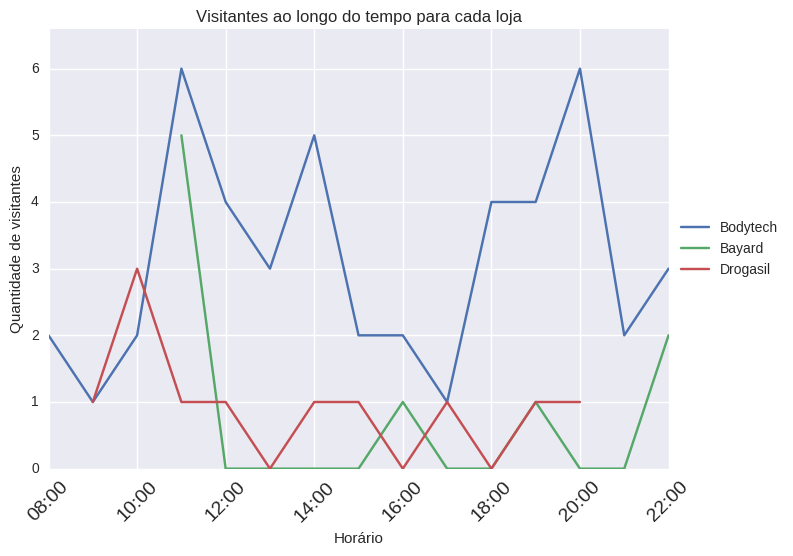 Visitantes ao longo do tempo para cada loja
Quantidade de visitantes
6
5
4
3
2
1
0
08:00
10:00
12:00
14:00
16:00
18:00
20:00
22:00
Horário
Bodytech
Bayard
Drogasil